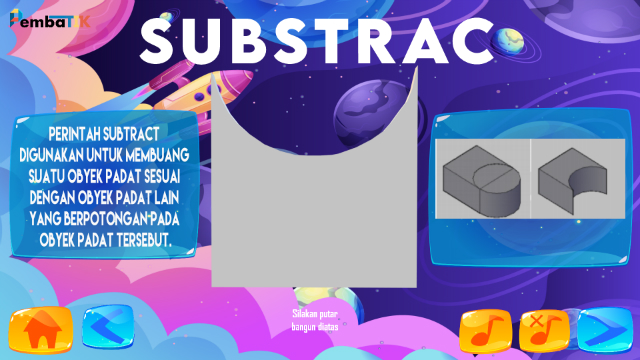 PembaTIK
SUBSTRAC
PERINTAH SUBTRACT
DIGUNAKAN UNTUK MEMBUANG
SUATU OBYEK PADAT SESUAI
DENGAN OBYEK PADAT LAIN
YANG BERPOTONGAN PADA
OBYEK PADAT TERSEBUT.
Silakan putar
bangun diatas